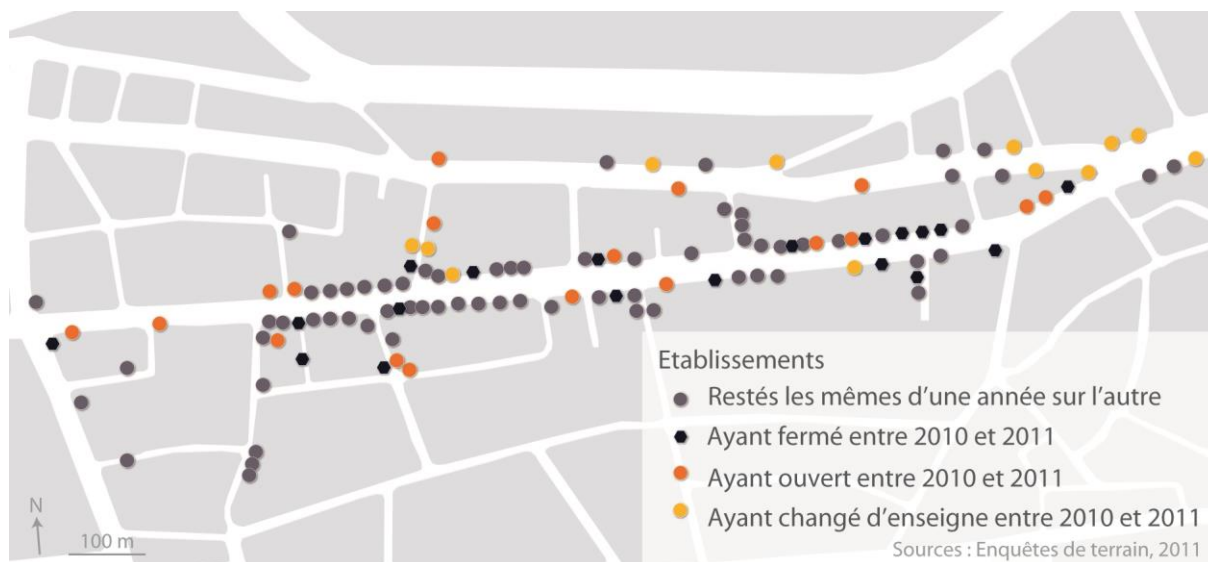 Etablissements
Restés les mêmes d’une année sur l’autre
Ayant fermé entre 2010 et 2011
Ayant ouvert entre 2010 et 2011
Ayant changé d’enseigne entre 2010 et 2011
N
100 m
Sources : Enquêtes de terrain, 2011